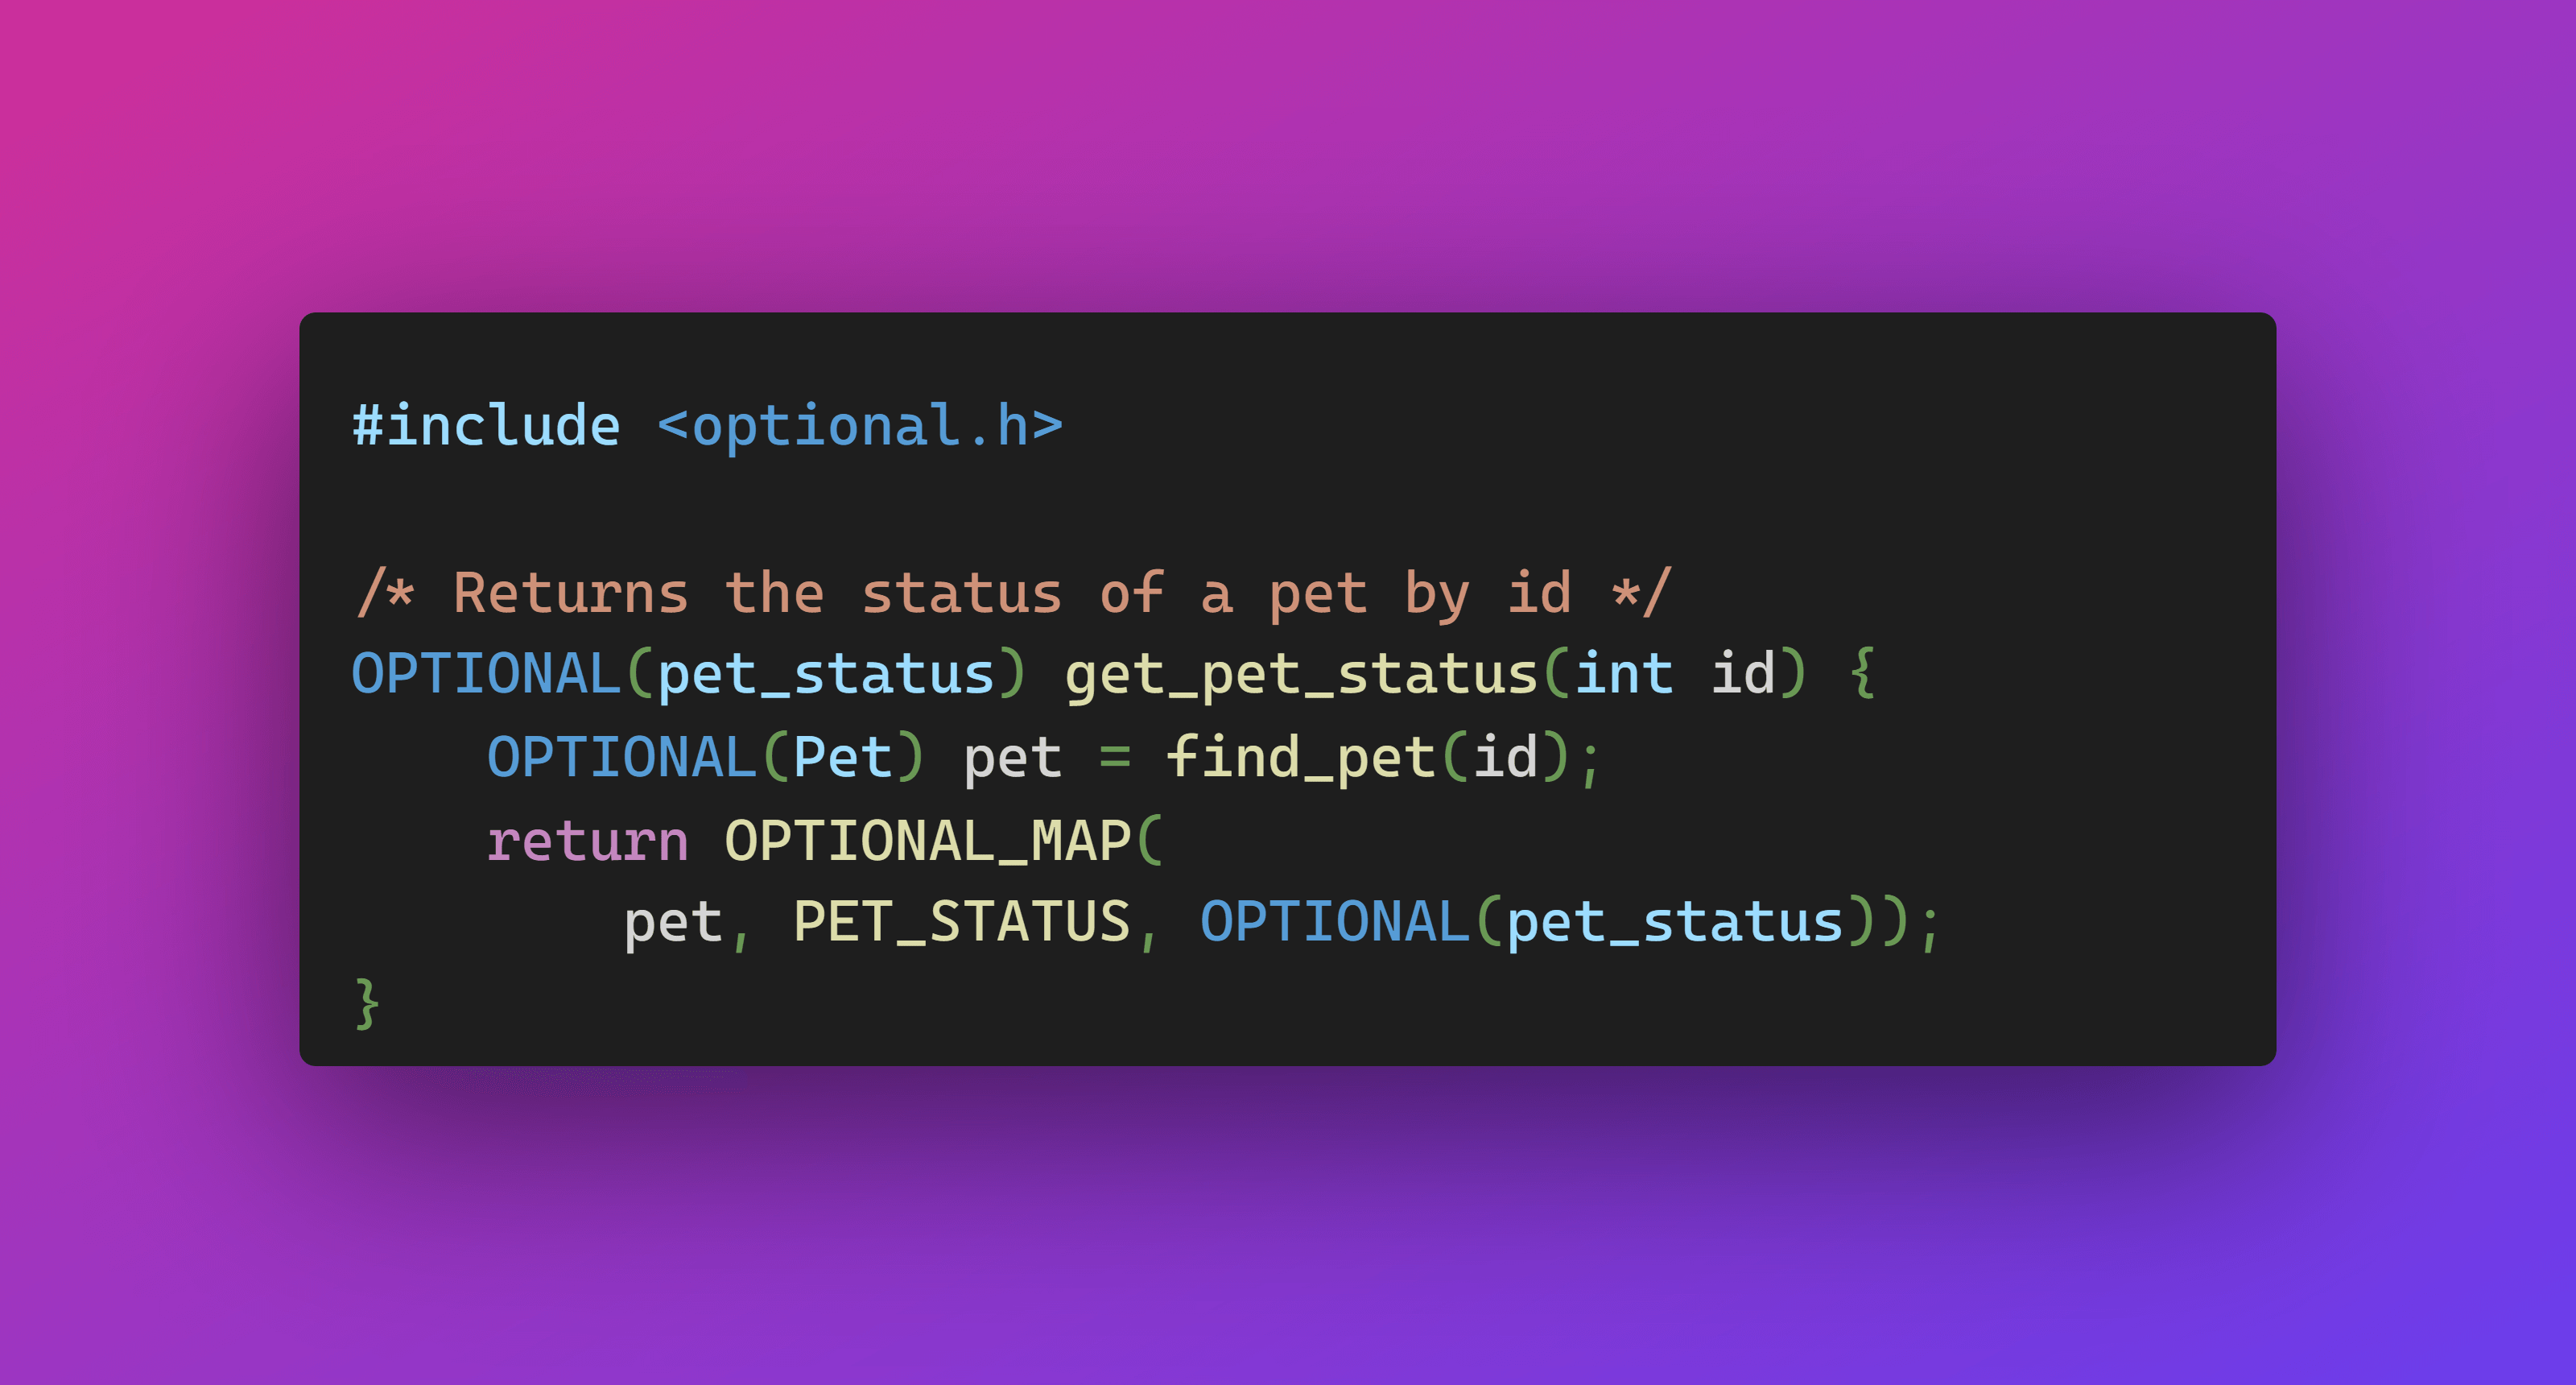 #include <optional.h>

/* Returns the status of a pet by id */
OPTIONAL(pet_status) get_pet_status(int id) {
    OPTIONAL(Pet) pet = find_pet(id);
    return OPTIONAL_MAP(
        pet, PET_STATUS, OPTIONAL(pet_status));
}